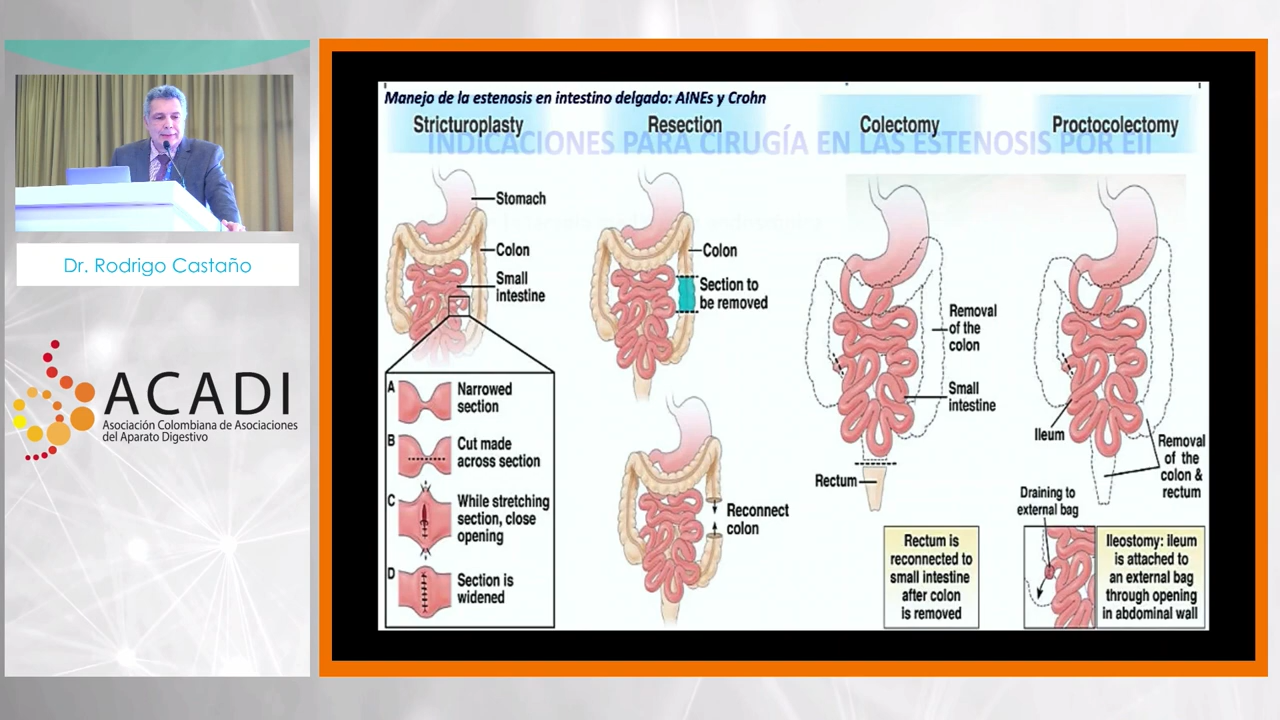 Dr. Rodrigo Castaño
ACADI
Asociación Colombiana de Asociaciones
del Aparato Digestivo
Manejo de la estenosis en intestino delgado: AINEs y Crohn
INDICACIONES PARA CIRUGÍA EN LAS ESTENOSIS POR EII
Stricturoplasty
Stomach
Colon
Small
intestine
A
Narrowed
section
B
Cut made
across section
C
While stretching
section, close
opening
D
Section is
widened
Resection
Colon
Section to
be removed
Reconnect
colon
Colectomy
Removal
of the
colon
Small
intestine
Rectum
Rectum is
reconnected to
small intestine
after colon
is removed
Proctocolectomy
Ileum
Removal
of the
colon &
rectum
Draining to
external bag
Ileostomy: ileum
is attached to
an external bag
through opening
in abdominal wall